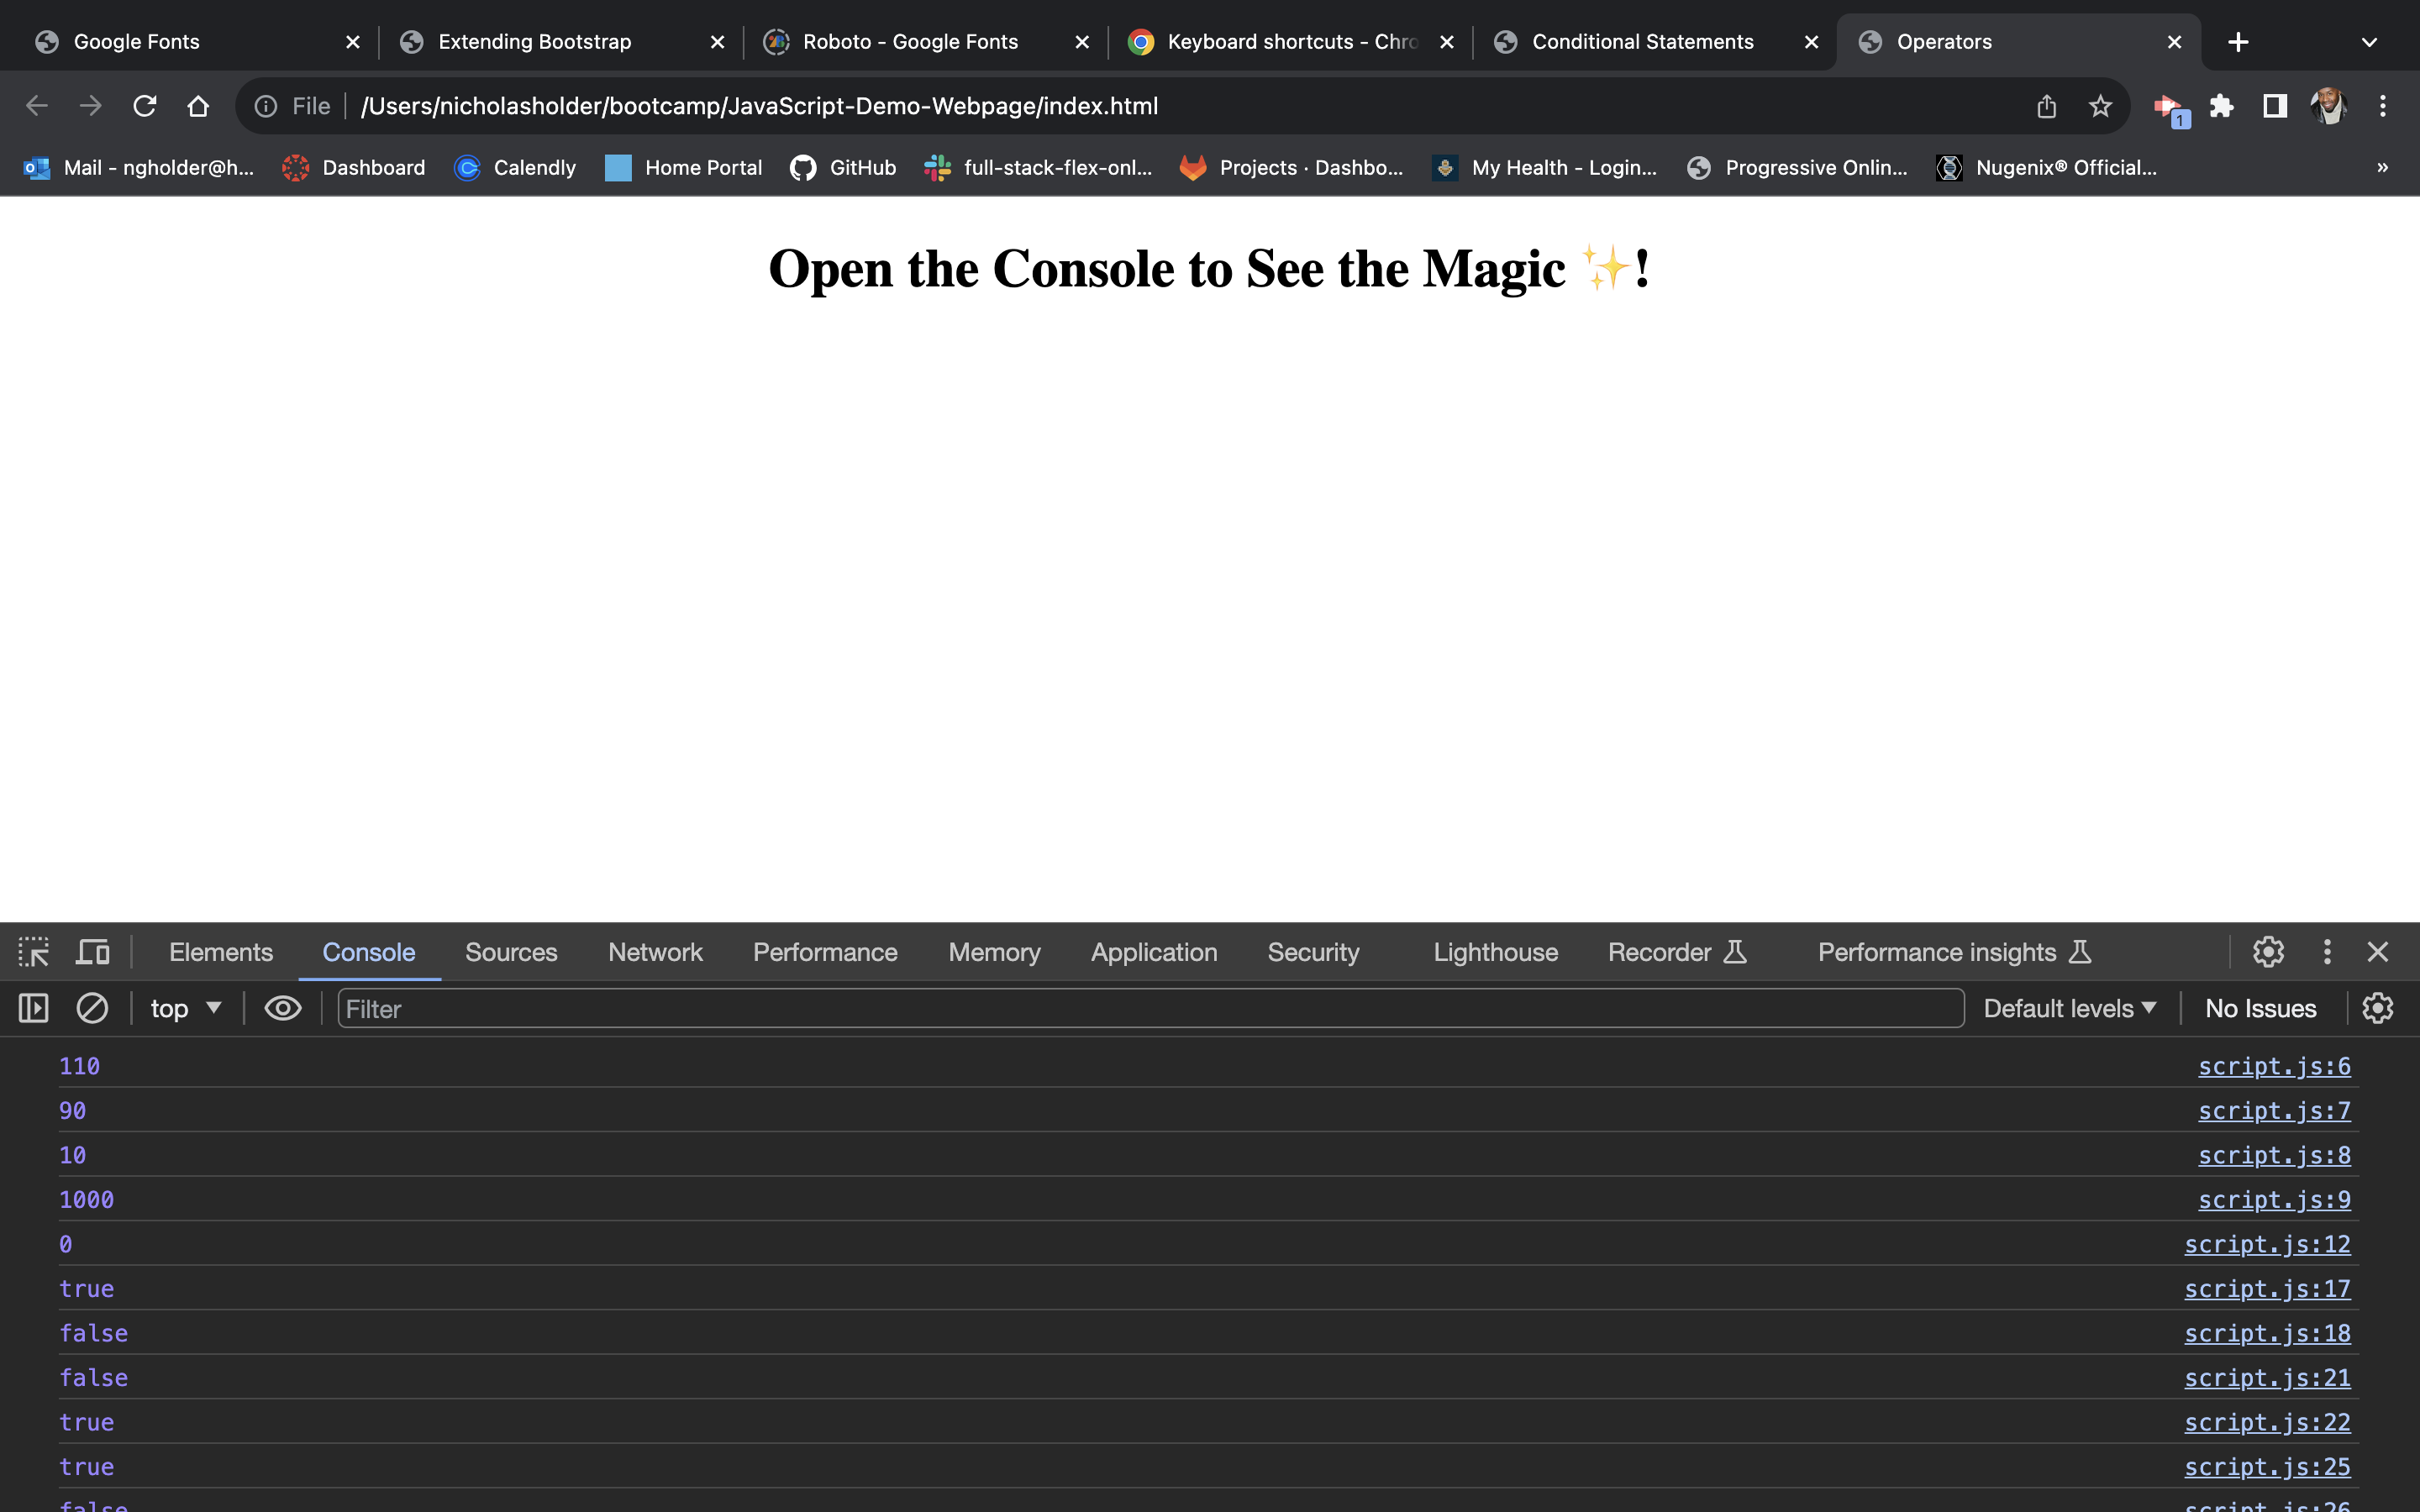 Google Fonts
Extending Bootstrap
Roboto - Google Fonts
Keyboard shortcuts - Chro
Conditional Statements
Operators
File
/Users/nicholasholder/bootcamp/JavaScript-Demo-Webpage/index.html
1
Mail - ngholder@h...
Dashboard
Calendly
Home Portal
GitHub
full-stack-flex-onl...
Projects · Dashbo...
My Health - Login...
Progressive Onlin...
Nugenix® Official...
»
Open the Console to See the Magic ✨!
Elements
Console
Sources
Network
Performance
Memory
Application
Security
Lighthouse
Recorder
Performance insights
top
Filter
Default levels
No Issues
110 script.js:6
90 script.js:7
10 script.js:8
1000 script.js:9
0 script.js:12
true script.js:17
false script.js:18
false script.js:21
true script.js:22
true script.js:25
false script.js:26